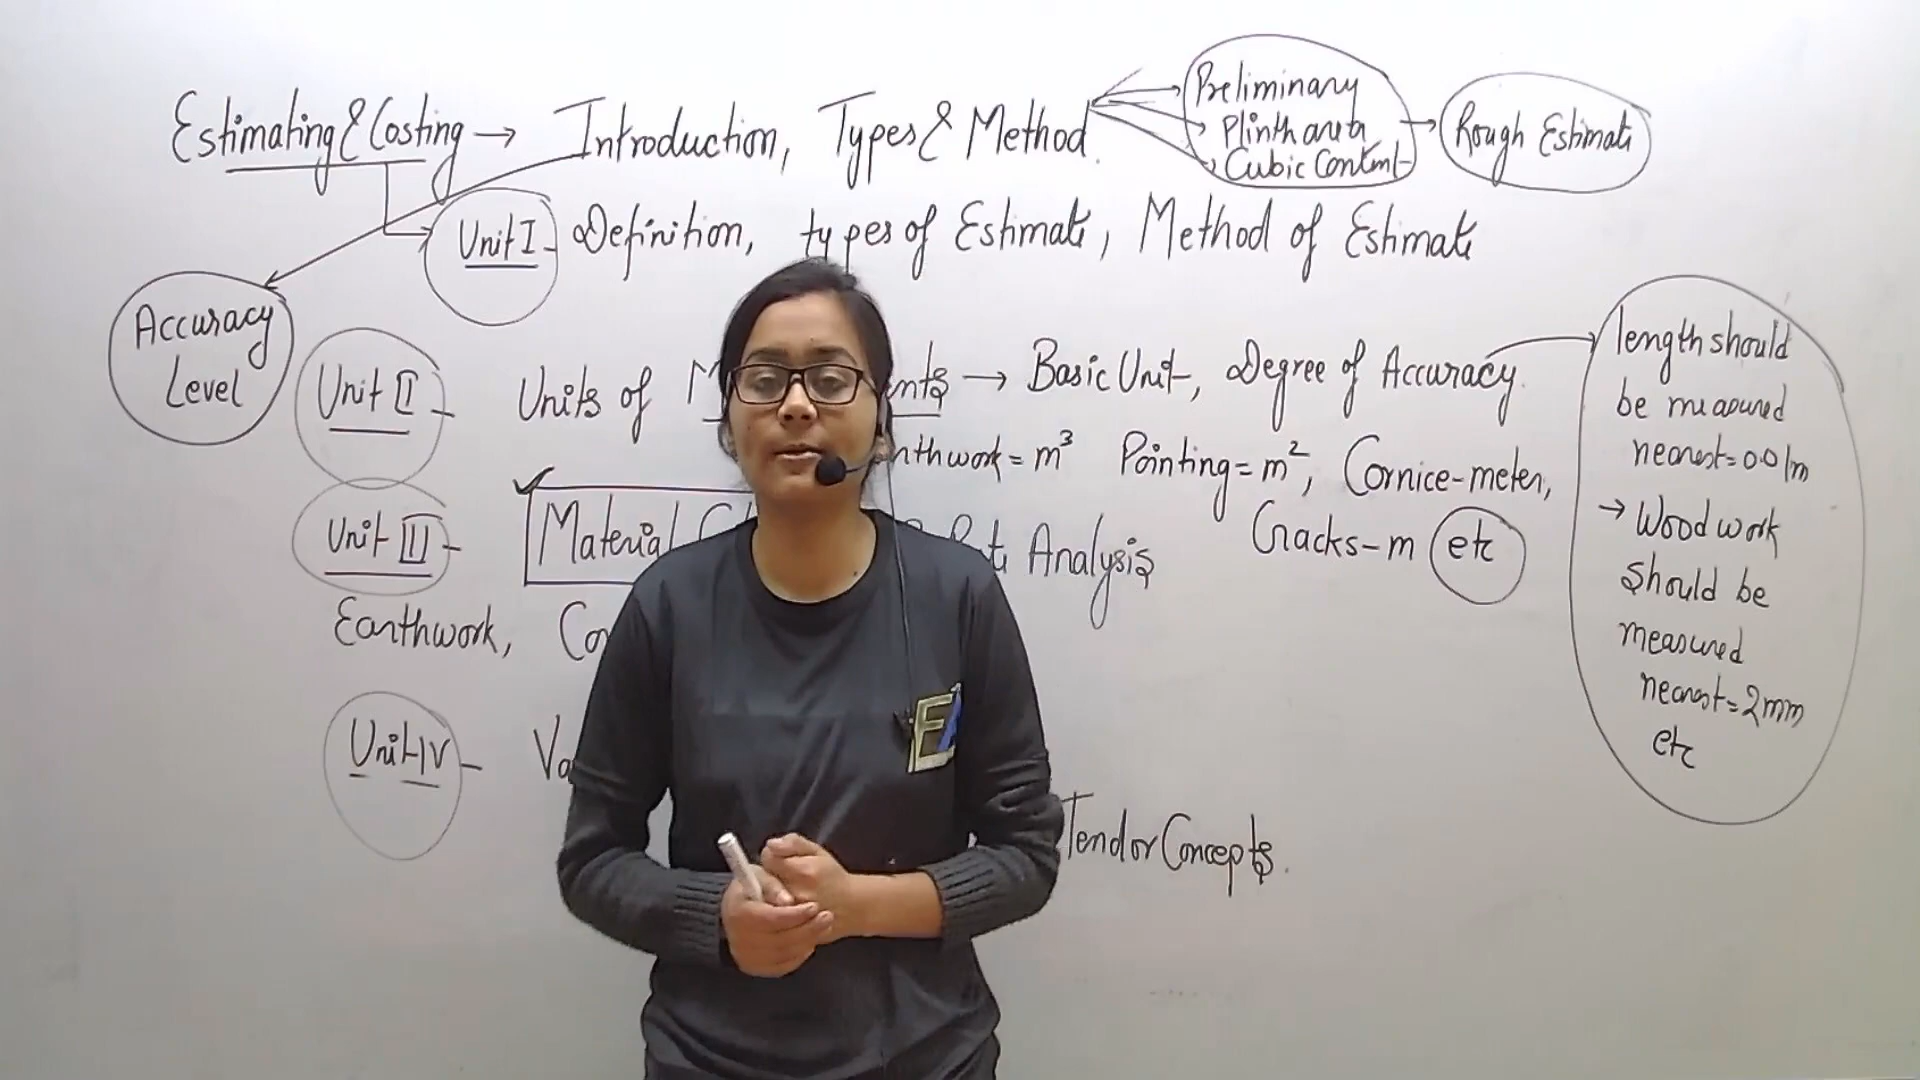 Estimating & Costing → Introduction, Types & Method.
Preliminary
Plinth area
Cubic Content
Rough Estimate
Unit I - Definition, types of Estimate, Method of Estimate
Accuracy
Level
Unit II - Units of → Basic Unit, Degree of Accuracy.
= m³ Pointing = m², Cornice-meter,
Cracks-m etc
length should
be measured
nearest = 0.01m
→ Wood work
Should be
measured
nearest = 2mm
etc
Unit III - Material Analysis
Earthwork,
Unit-IV -
Tendor Concepts.